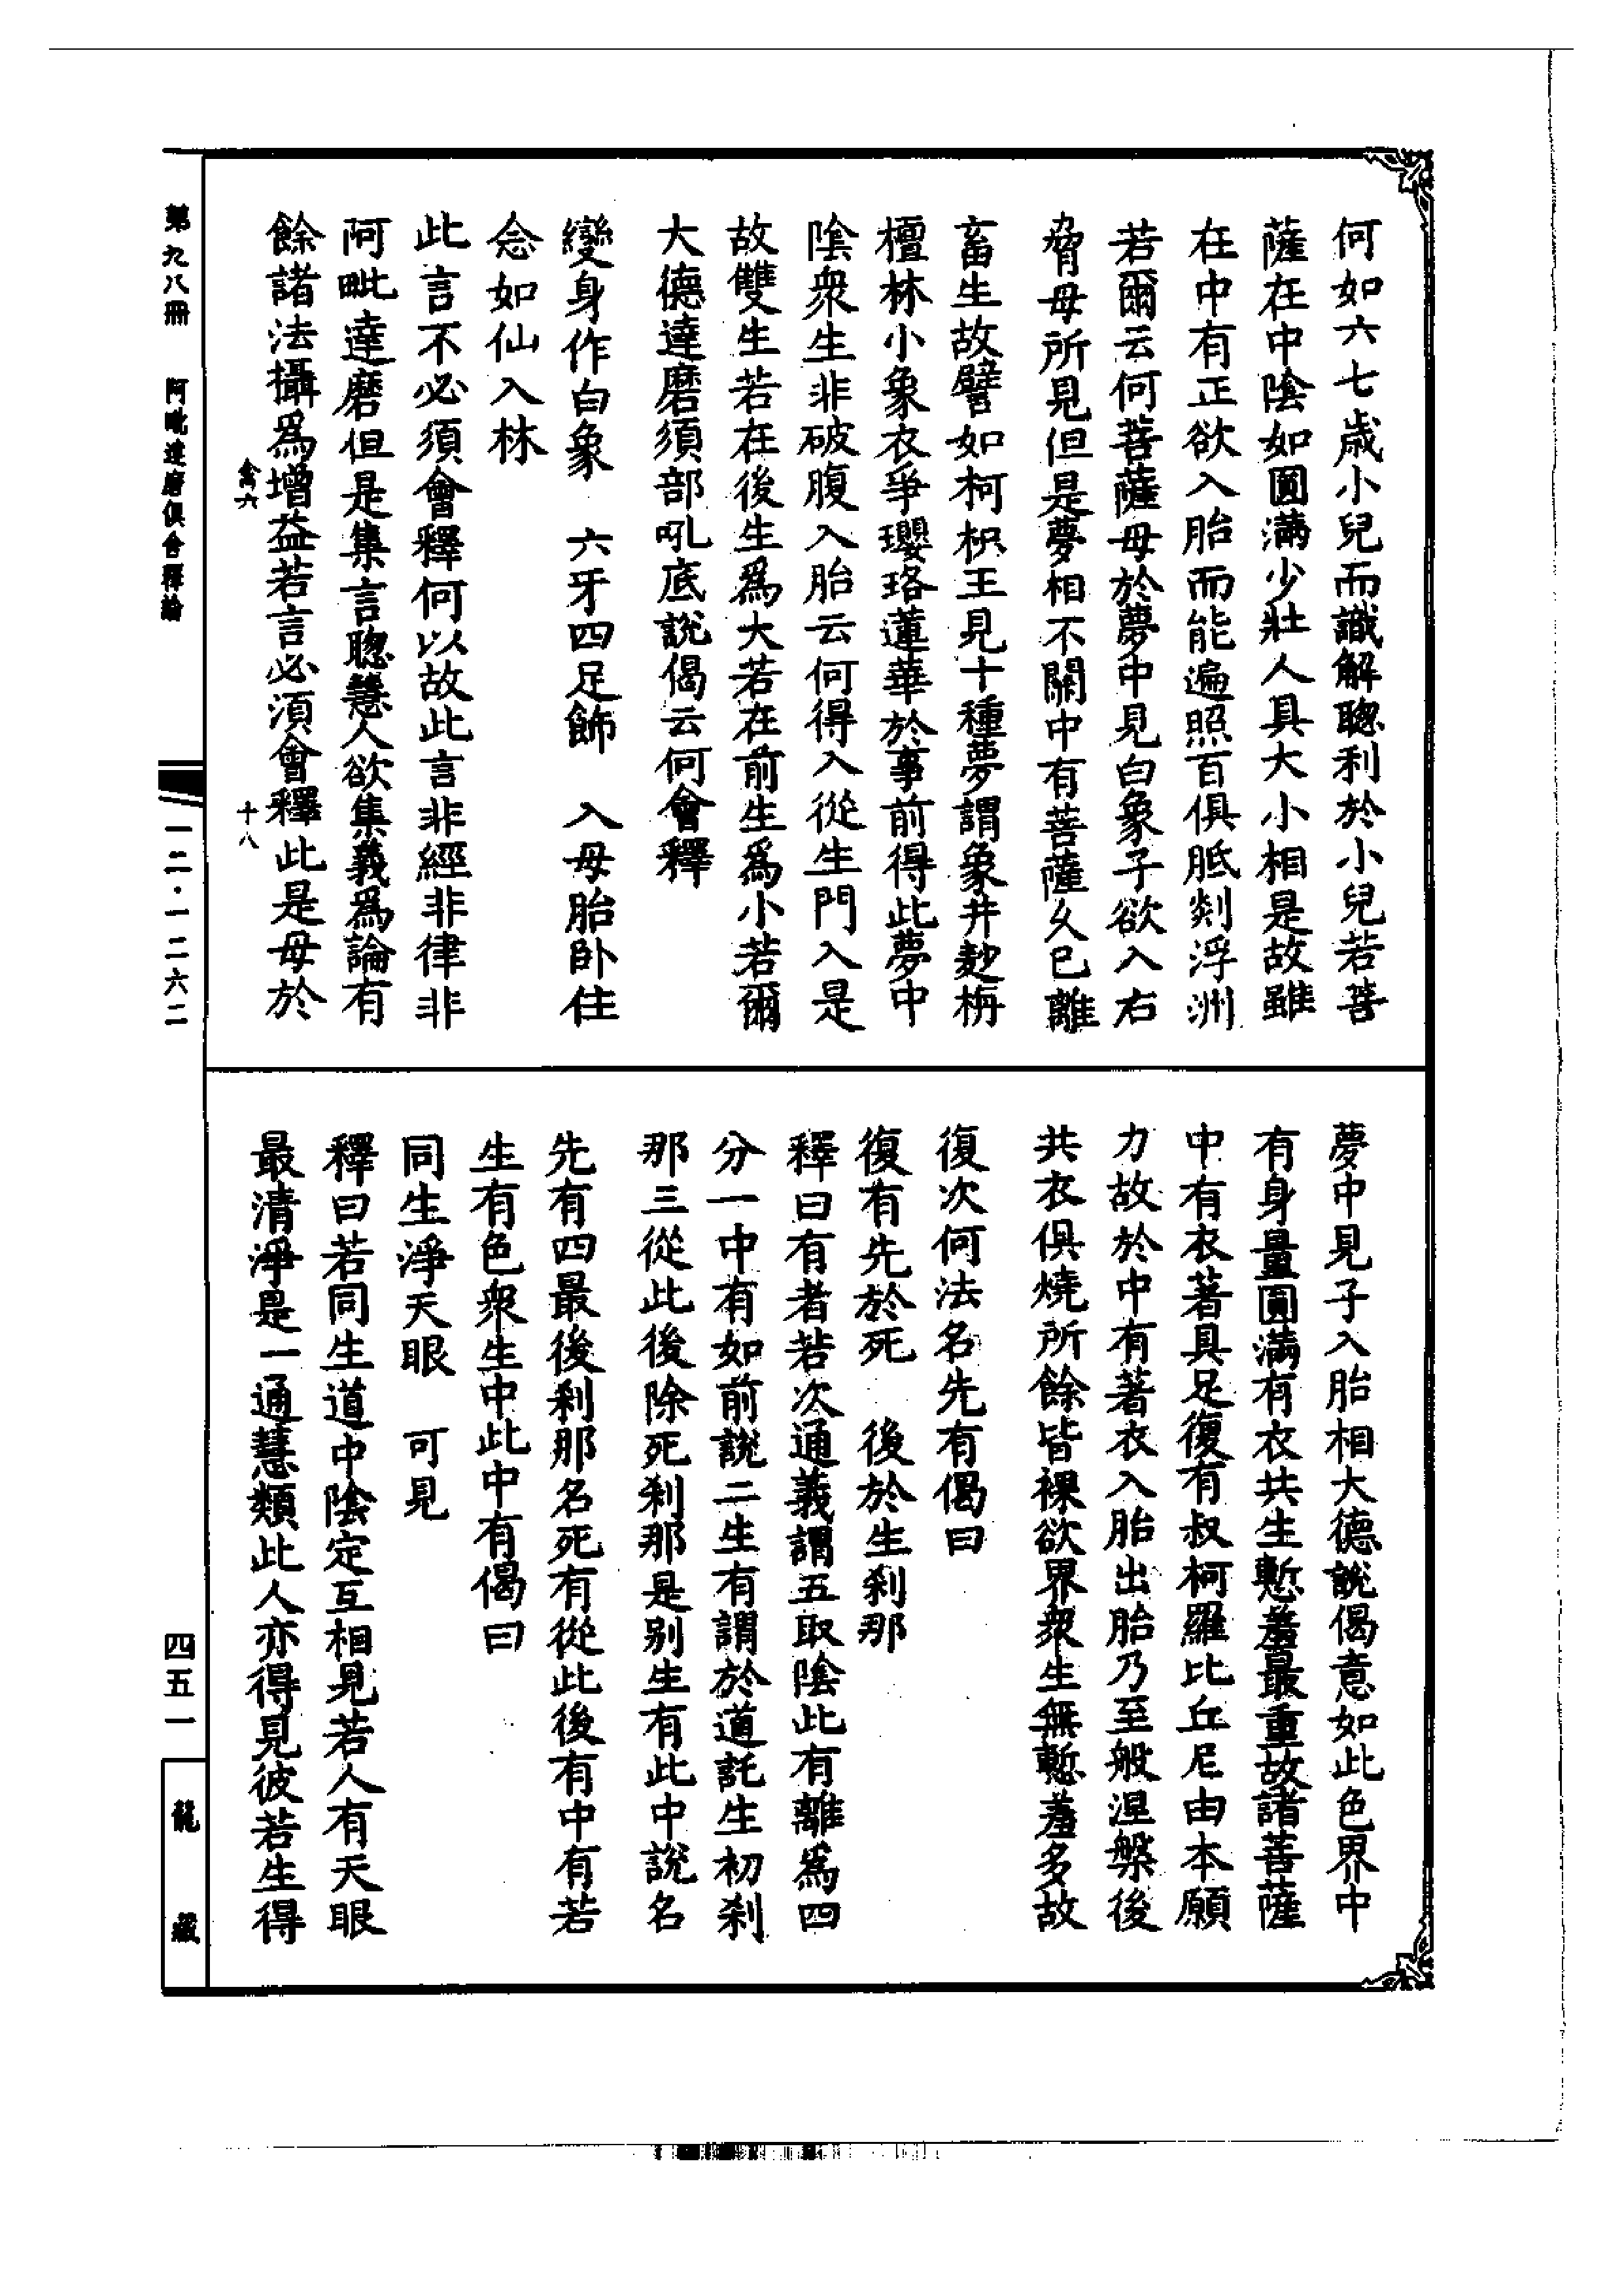 何如六七歲小兒而識解聰利於小兒若菩
薩在中陰如圓滿少壯人具大小相是故雖
在中有正欲入胎而能遍照百俱胝剡浮洲
若爾云何菩薩母於夢中見白象子欲入右
脅母所見但是夢相不關中有菩薩久已離
畜生故譬如柯枳王見十種夢謂象井麨栴
檀林小象衣爭瓔珞蓮華於事前得此夢中
陰衆生非破腹入胎云何得入從生門入是
故雙生若在後生爲大若在前生爲小若爾
大德達磨須部吼底說偈云何會釋
變身作白象　六牙四足飾　入母胎卧住
念如仙入林
此言不必須會釋何以故此言非經非律非
阿毗達磨但是集言聰慧人欲集義爲論有
餘諸法攝爲增益若言必須會釋此是母於
禽六　十八
夢中見子入胎相大德說偈意如此色界中
有身量圓滿有衣共生慙羞最重故諸菩薩
中有衣著具足復有叔柯羅比丘尼由本願
力故於中有著衣入胎出胎乃至般涅槃後
共衣俱燒所餘皆裸欲界衆生無慙羞多故
復次何法名先有偈曰
復有先於死　後於生刹那
釋曰有者若次通義謂五取陰此有離爲四
分一中有如前說二生有謂於道託生初刹
那三從此後除死刹那是別生有此中說名
先有四最後刹那名死有從此後有中有若
生有色衆生中此中有偈曰
同生淨天眼　可見
釋曰若同生道中陰定互相見若人有天眼
最清淨是一通慧類此人亦得見彼若生得
第九八冊　阿毗達磨俱舍釋論　一二·一二六二　四五一　龍藏